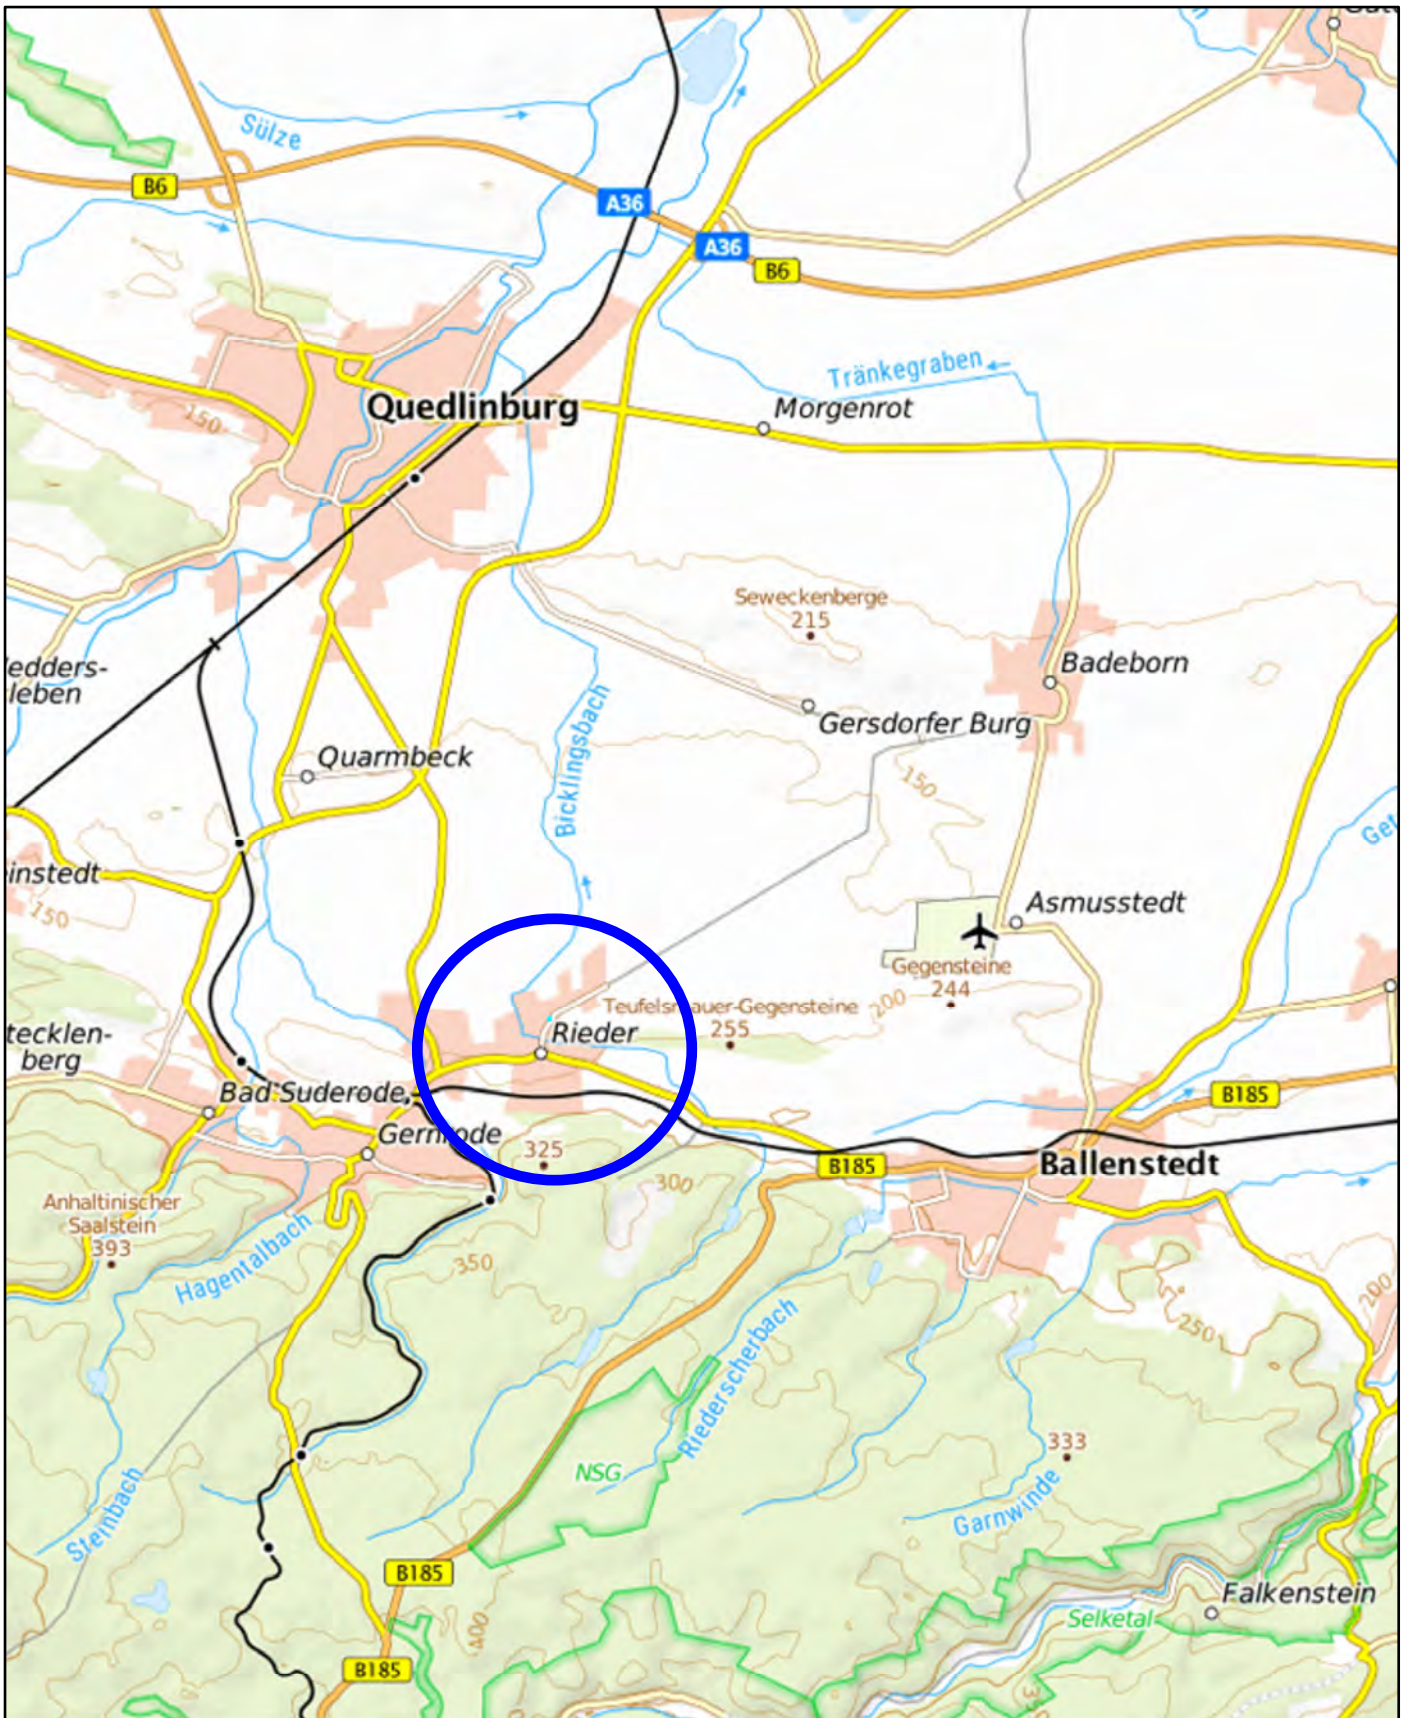 Sülze
B6
A36
A36
B6
Tränkegraben
Morgenrot
Quedlinburg
150
Seweckenberge
215
Badeborn
Gersdorfer Burg
edders-
leben
Bicklingsbach
Quarmbeck
150
instedt
150
Asmusstedt
Gegensteine
244
200
Teufelsmauer-Gegensteine
255
Rieder
tecklen-
berg
Bad Suderode
B185
Gernrode
325
B185
Ballenstedt
300
Anhaltinischer
Saalstein
393
Hagentalbach
350
200
250
Riederscherbach
333
NSG
Garnwinde
Steinbach
B185
Falkenstein
Selketal
400
B185
Get